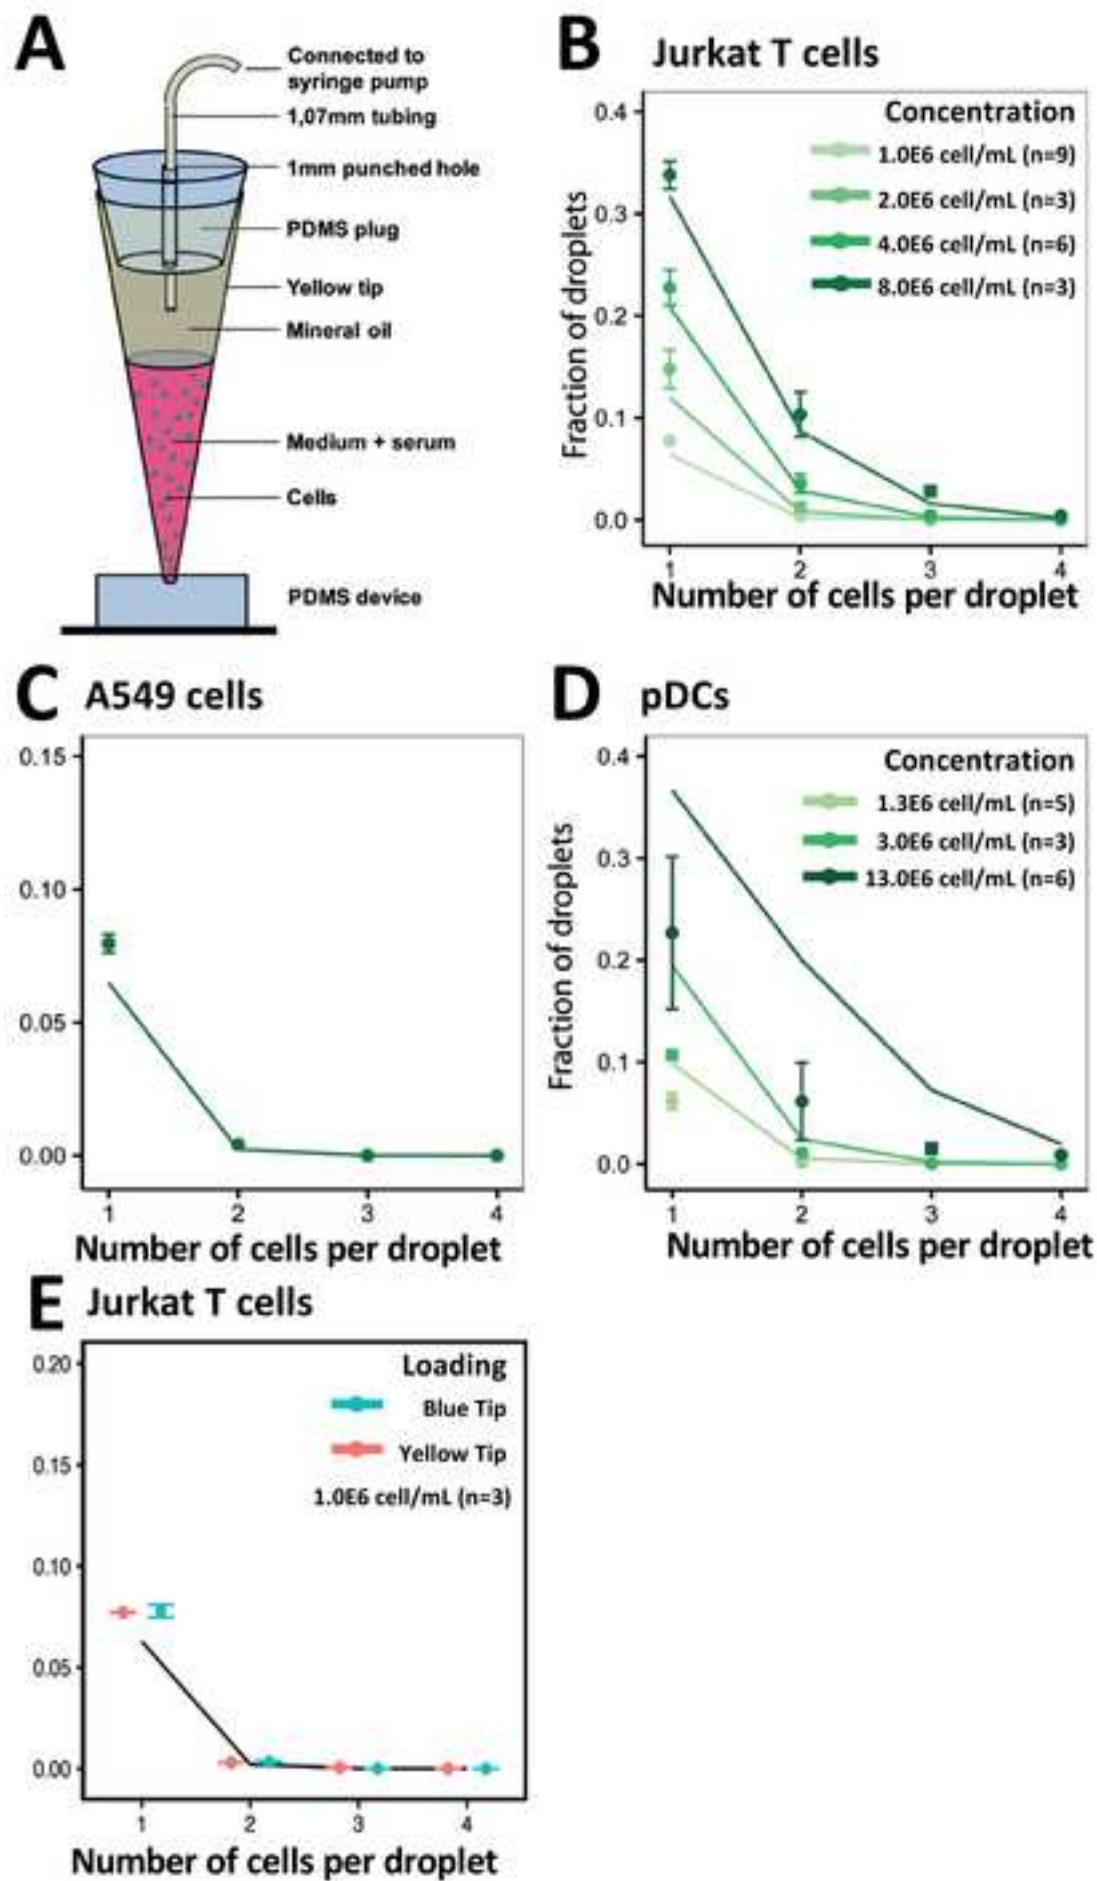 A
Connected to
syringe pump
1,07mm tubing
1mm punched hole
PDMS plug
Yellow tip
Mineral oil
Medium + serum
Cells
PDMS device
B
Jurkat T cells
Fraction of droplets
0.4
0.3
0.2
0.1
0.0
Concentration
1.0E6 cell/mL (n=9)
2.0E6 cell/mL (n=3)
4.0E6 cell/mL (n=6)
8.0E6 cell/mL (n=3)
1 2 3 4
Number of cells per droplet
C
A549 cells
0.15
0.10
0.05
0.00
1 2 3 4
Number of cells per droplet
D
pDCs
Fraction of droplets
0.4
0.3
0.2
0.1
0.0
Concentration
1.3E6 cell/mL (n=5)
3.0E6 cell/mL (n=3)
13.0E6 cell/mL (n=6)
1 2 3 4
Number of cells per droplet
E
Jurkat T cells
0.20
0.15
0.10
0.05
0.00
Loading
Blue Tip
Yellow Tip
1.0E6 cell/mL (n=3)
1 2 3 4
Number of cells per droplet